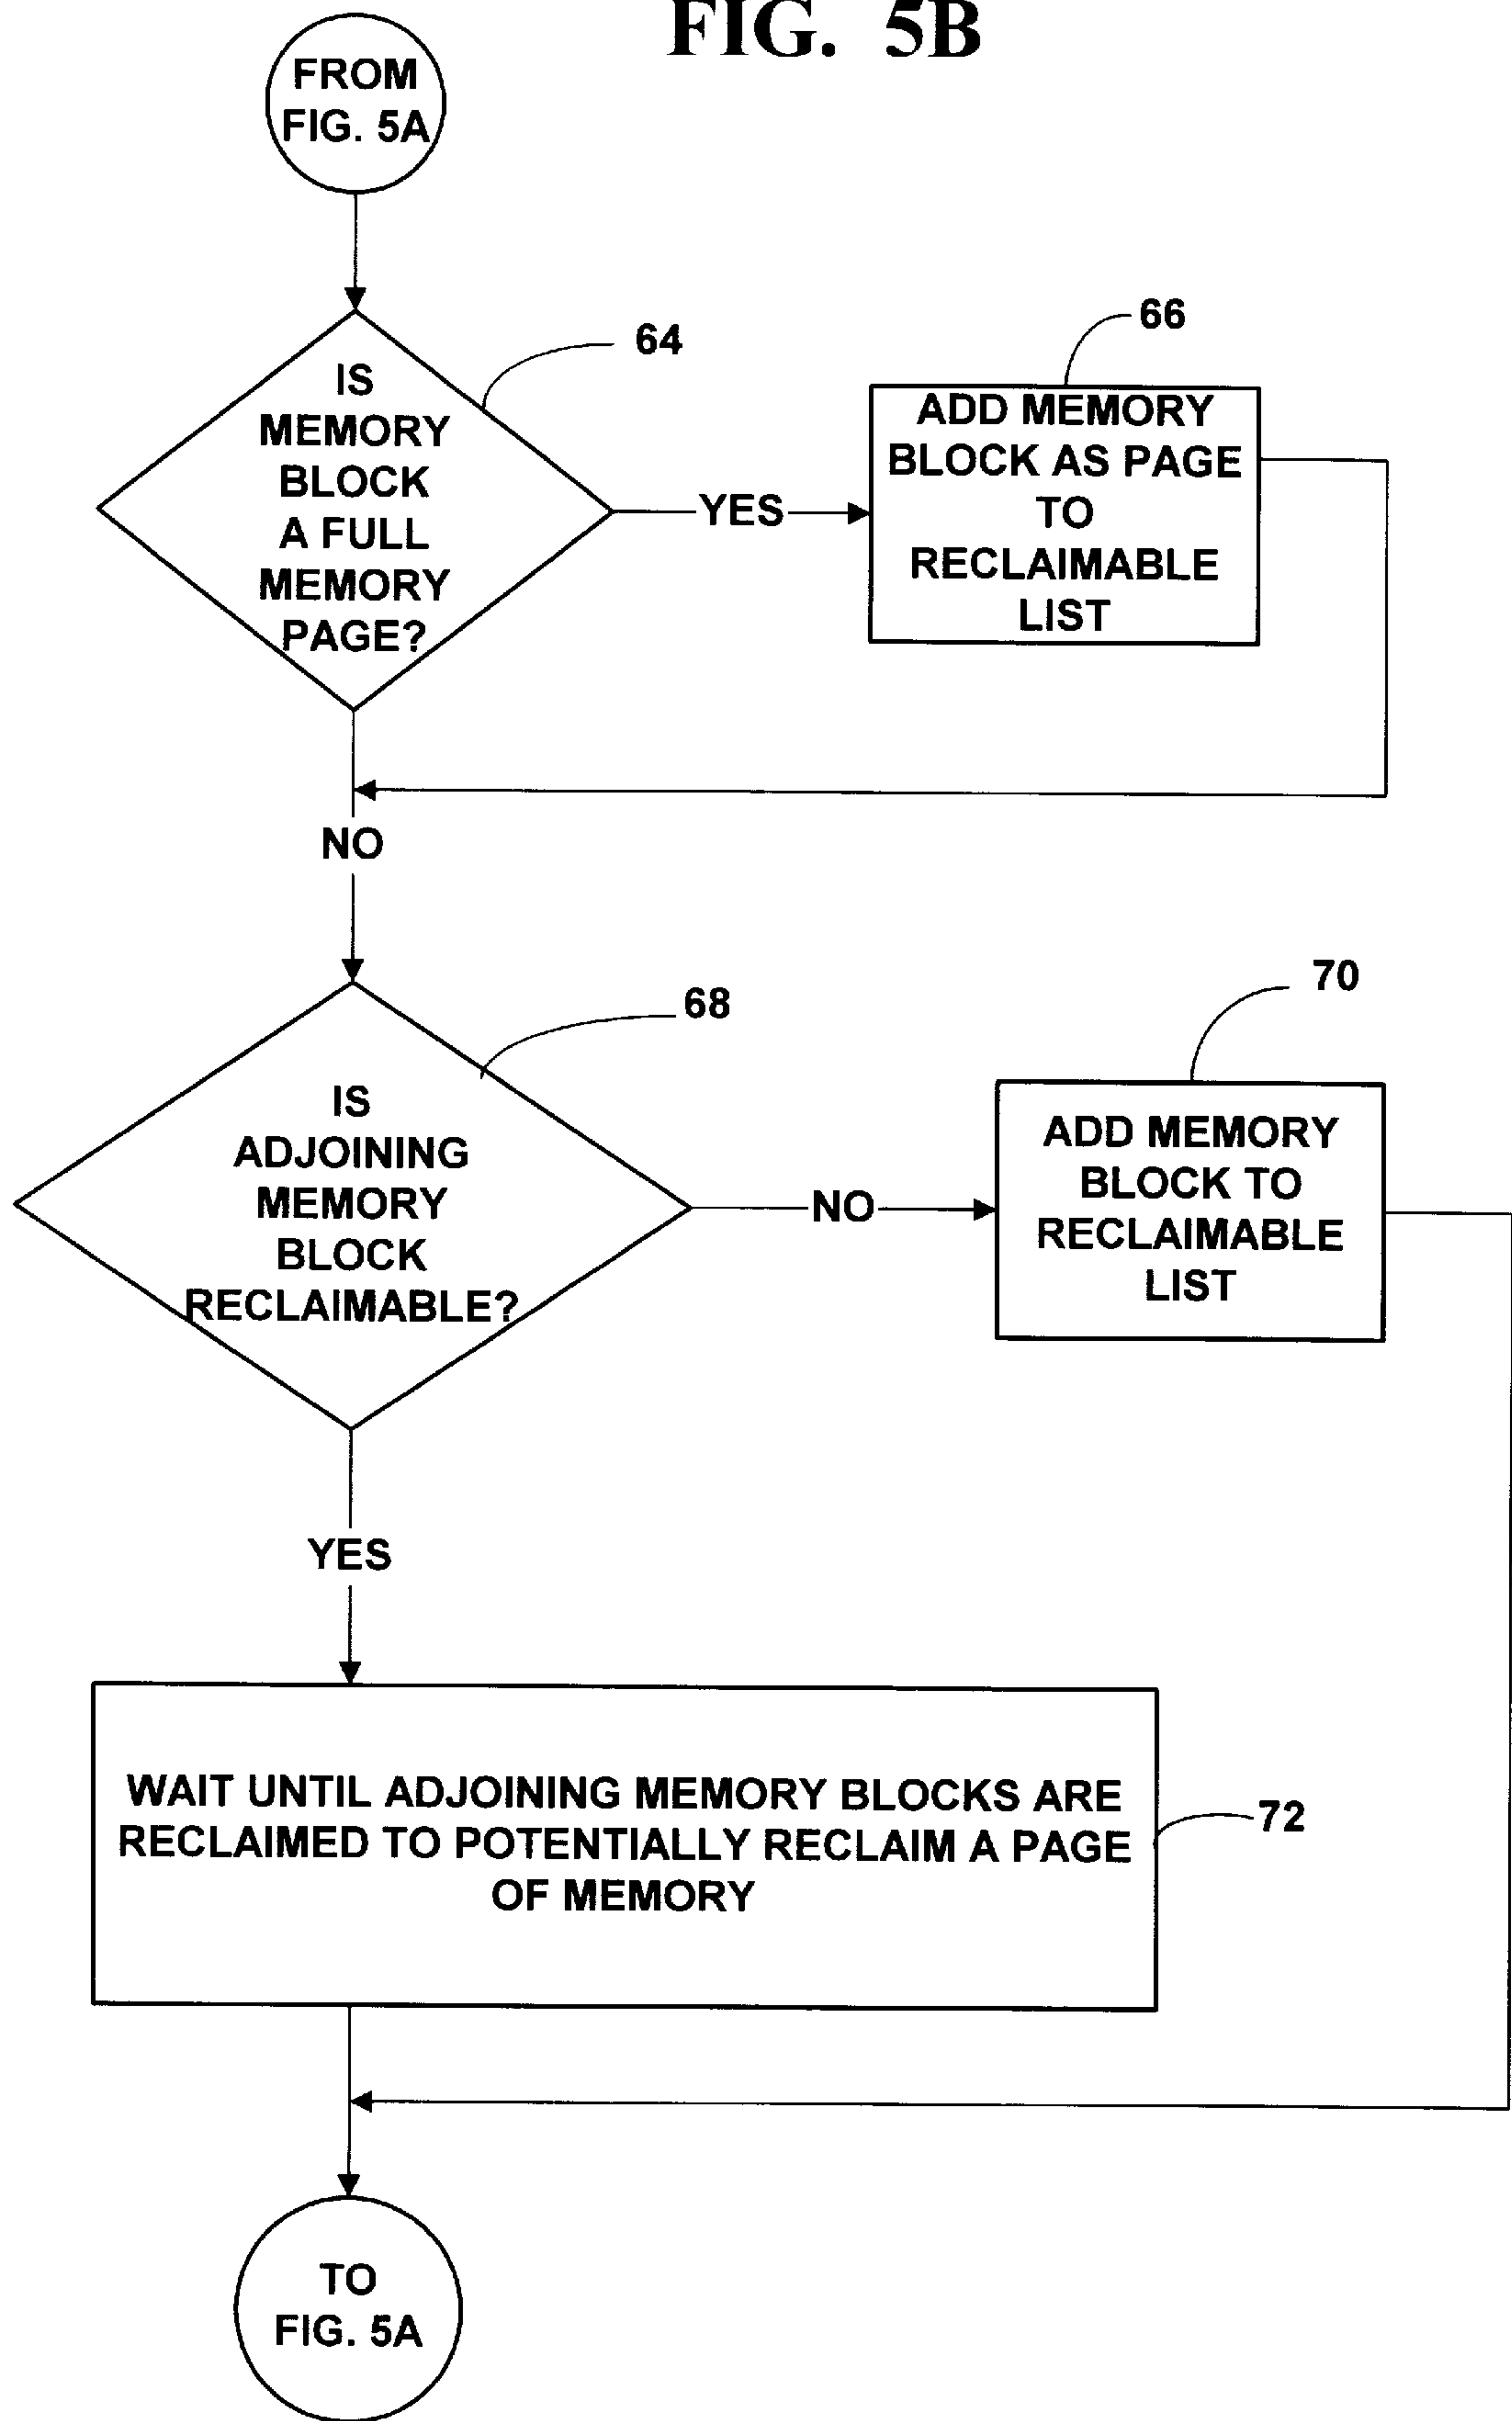 FIG. 5B
FROM
FIG. 5A
64
IS
MEMORY
BLOCK
A FULL
MEMORY
PAGE?
YES
66
ADD MEMORY
BLOCK AS PAGE
TO
RECLAIMABLE
LIST
NO
68
IS
ADJOINING
MEMORY
BLOCK
RECLAIMABLE?
NO
70
ADD MEMORY
BLOCK TO
RECLAIMABLE
LIST
YES
WAIT UNTIL ADJOINING MEMORY BLOCKS ARE
RECLAIMED TO POTENTIALLY RECLAIM A PAGE
OF MEMORY
72
TO
FIG. 5A